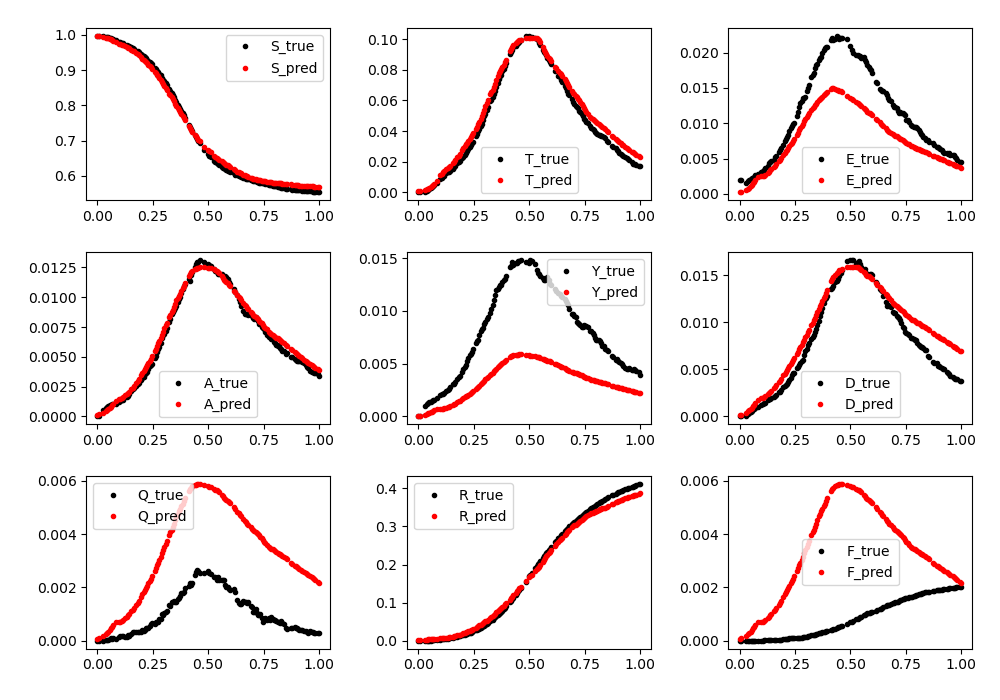 1.0
0.9
0.8
0.7
0.6
S_true
S_pred
0.00 0.25 0.50 0.75 1.00
0.10
0.08
0.06
0.04
0.02
0.00
T_true
T_pred
0.00 0.25 0.50 0.75 1.00
0.020
0.015
0.010
0.005
0.000
E_true
E_pred
0.00 0.25 0.50 0.75 1.00
0.0125
0.0100
0.0075
0.0050
0.0025
0.0000
A_true
A_pred
0.00 0.25 0.50 0.75 1.00
0.015
0.010
0.005
0.000
Y_true
Y_pred
0.00 0.25 0.50 0.75 1.00
0.015
0.010
0.005
0.000
D_true
D_pred
0.00 0.25 0.50 0.75 1.00
0.006
0.004
0.002
0.000
Q_true
Q_pred
0.00 0.25 0.50 0.75 1.00
0.4
0.3
0.2
0.1
0.0
R_true
R_pred
0.00 0.25 0.50 0.75 1.00
0.006
0.004
0.002
0.000
F_true
F_pred
0.00 0.25 0.50 0.75 1.00